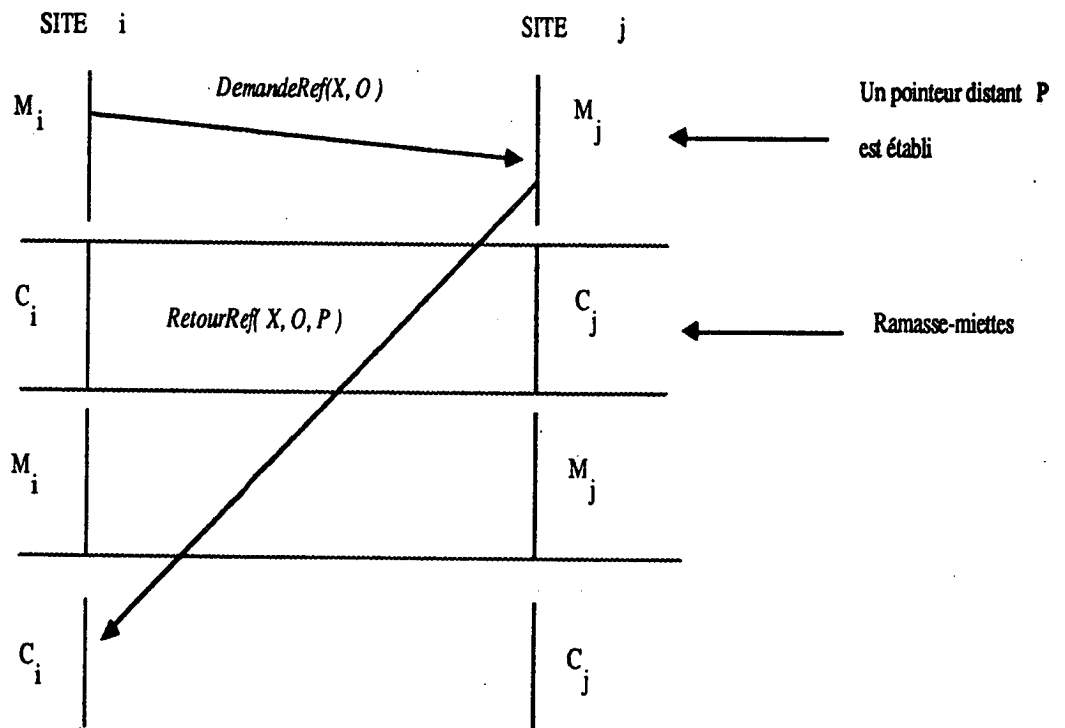 SITE i
SITE j
DemandeRef(X, O )
M i
M j
Un pointeur distant P
est établi
C i
RetourRef( X, O, P )
C j
Ramasse-miettes
M i
M j
C i
C j